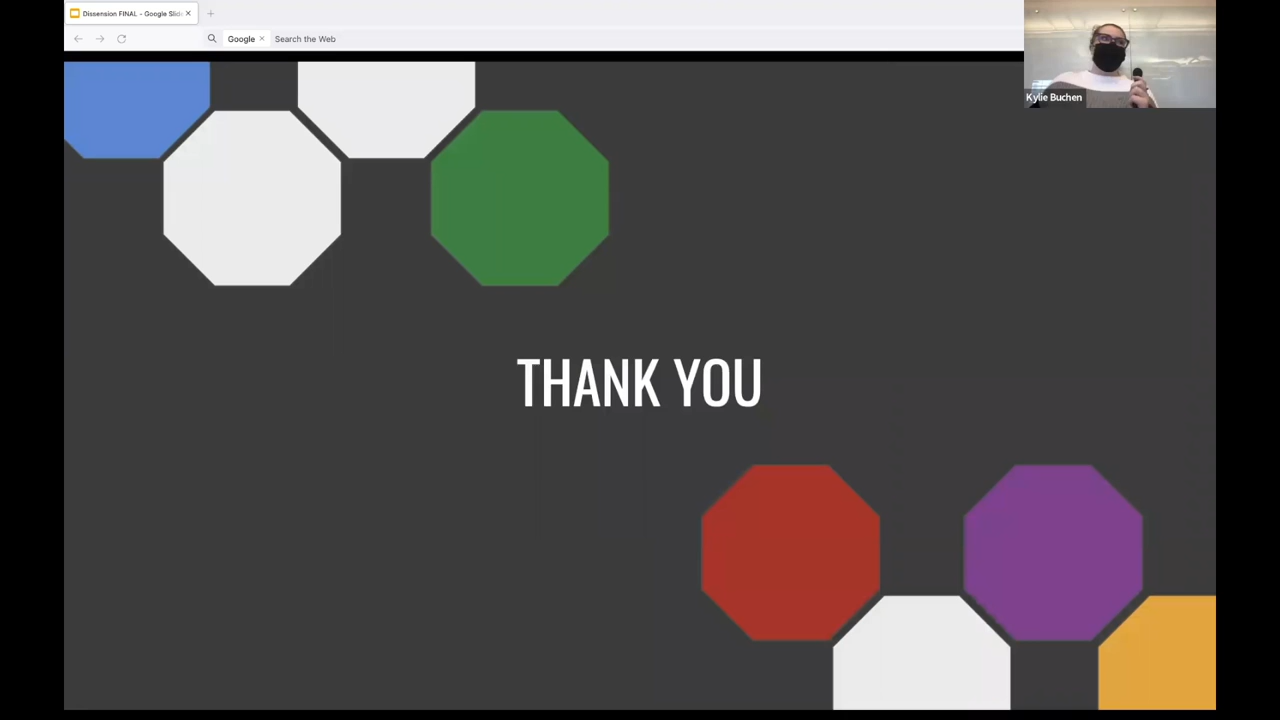 Dissension FINAL - Google Slid
Google
Search the Web
Kylie Buchen
THANK YOU